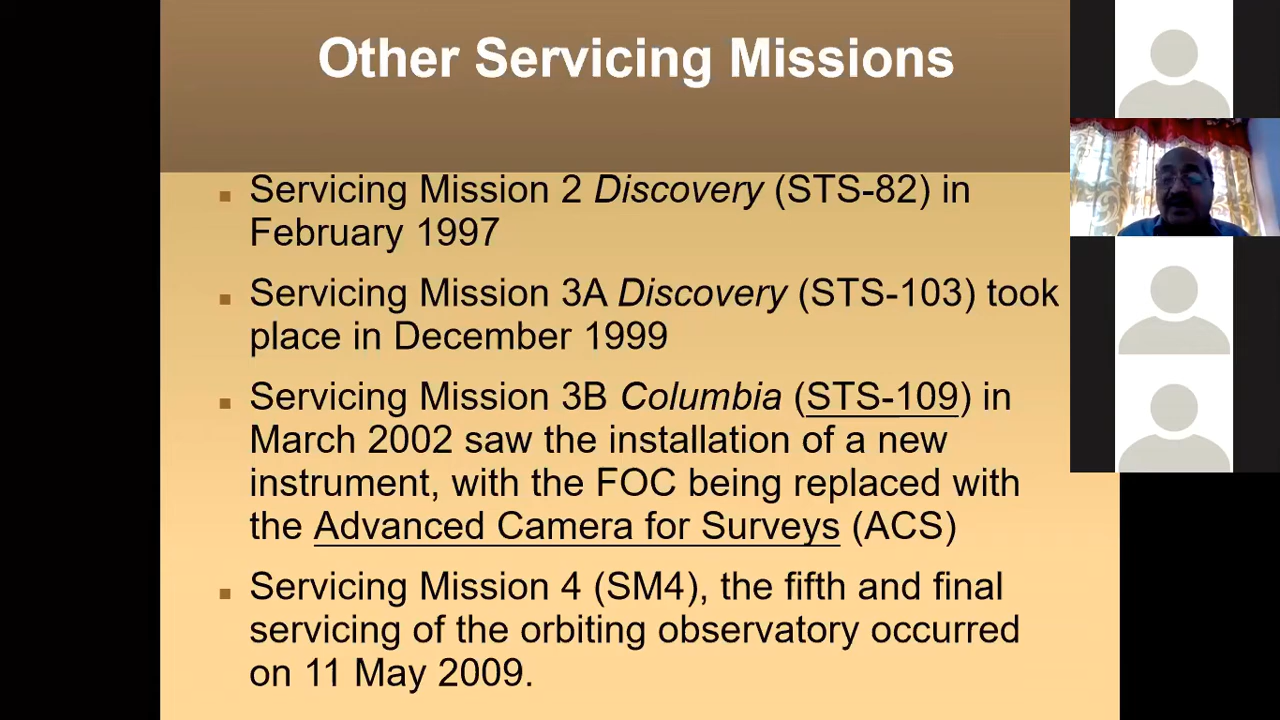 Other Servicing Missions
Servicing Mission 2 Discovery (STS-82) in
February 1997
Servicing Mission 3A Discovery (STS-103) took
place in December 1999
Servicing Mission 3B Columbia (STS-109) in
March 2002 saw the installation of a new
instrument, with the FOC being replaced with
the Advanced Camera for Surveys (ACS)
Servicing Mission 4 (SM4), the fifth and final
servicing of the orbiting observatory occurred
on 11 May 2009.